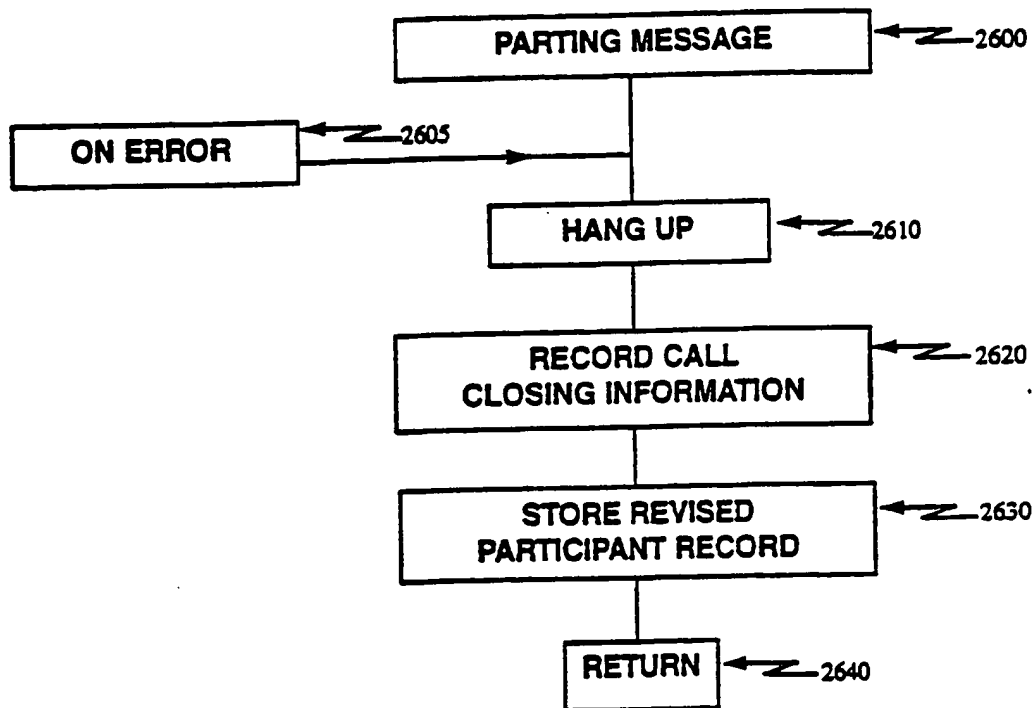 PARTING MESSAGE
2600
ON ERROR
2605
HANG UP
2610
RECORD CALL
CLOSING INFORMATION
2620
STORE REVISED
PARTICIPANT RECORD
2630
RETURN
2640